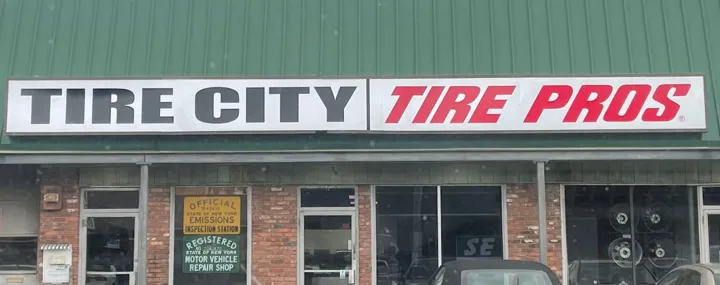 TIRE CITY TIRE PROS®
OFFICIAL
STATE OF NEW YORK
EMISSIONS
INSPECTION STATION
REGISTERED
STATE OF NEW YORK
MOTOR VEHICLE
REPAIR SHOP
SE